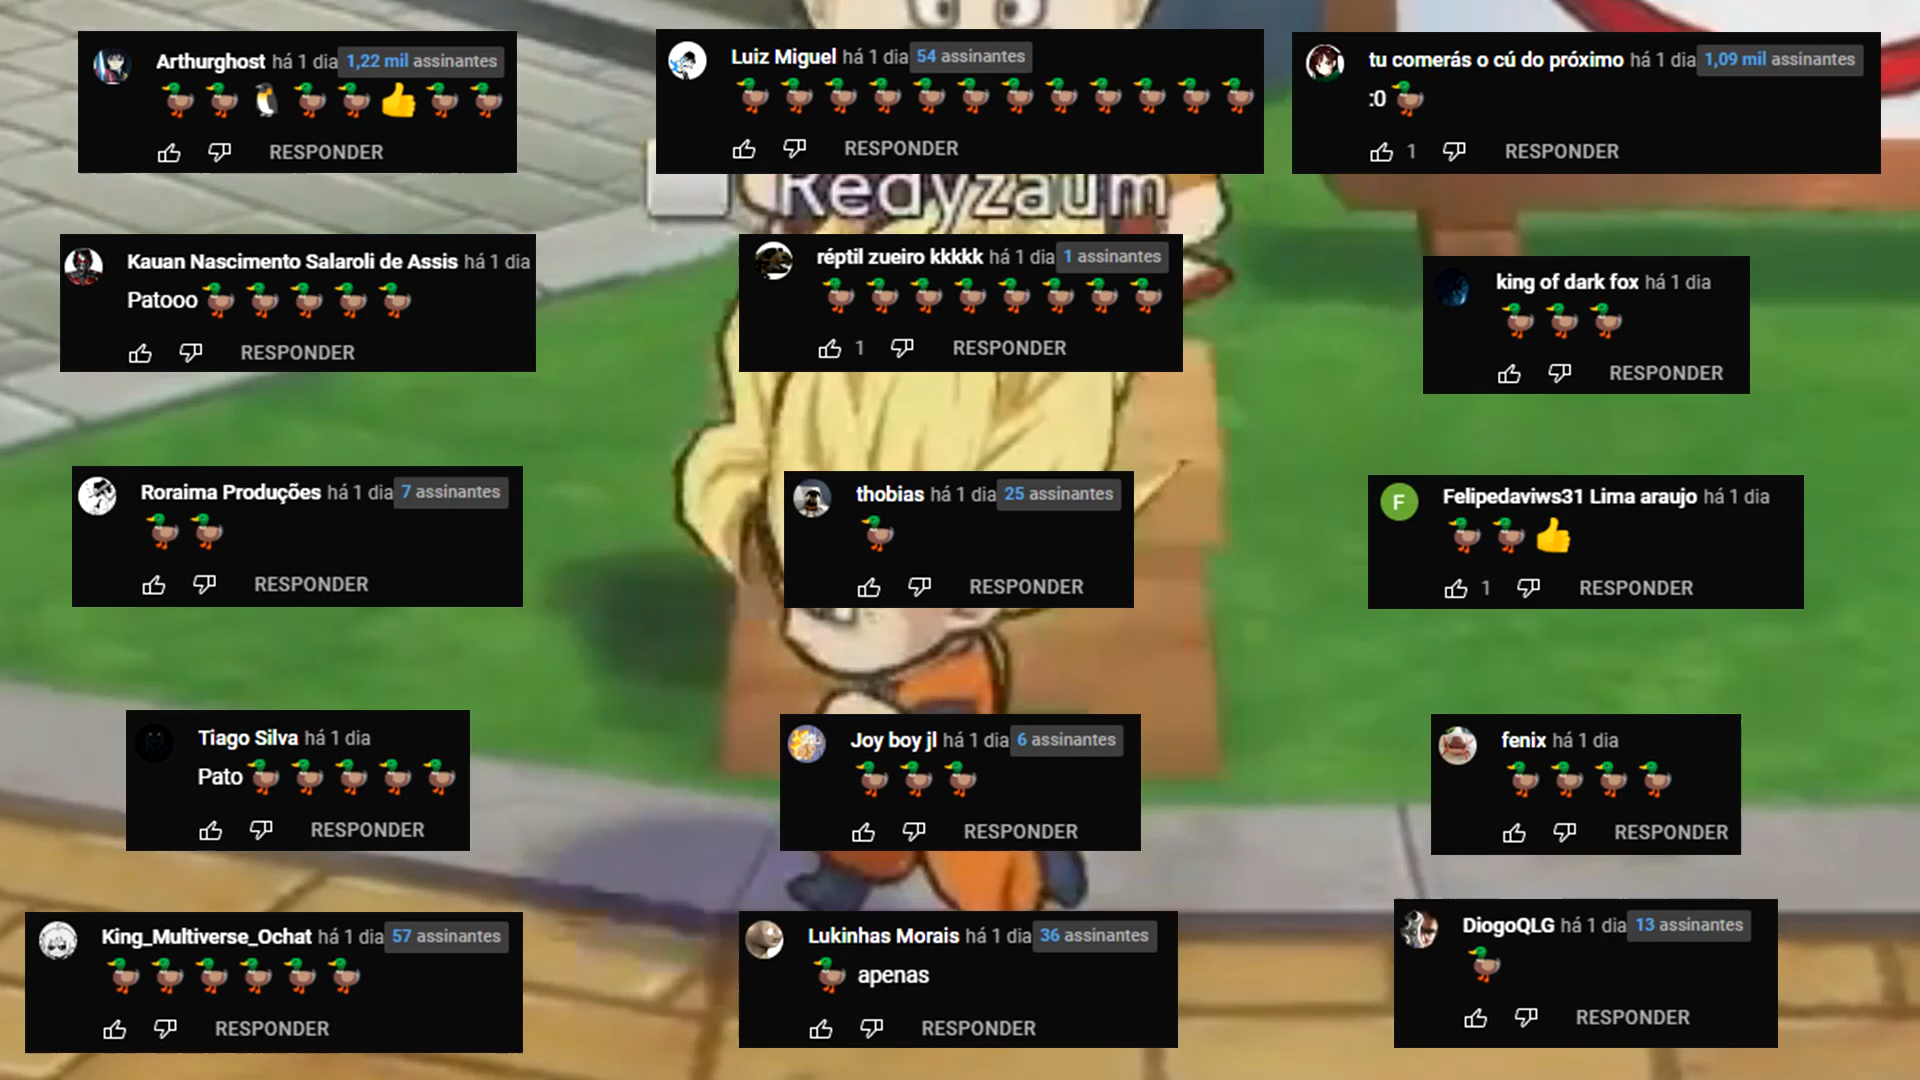 Arthurghost há 1 dia 1,22 mil assinantes
🦆🦆🐧🦆🦆👍🦆🦆
RESPONDER
Luiz Miguel há 1 dia 54 assinantes
🦆🦆🦆🦆🦆🦆🦆🦆🦆🦆🦆🦆
RESPONDER
tu comerás o cú do próximo há 1 dia 1,09 mil assinantes
:0 🦆
1 RESPONDER
Redyzaum
Kauan Nascimento Salaroli de Assis há 1 dia
Patooo 🦆🦆🦆🦆🦆
RESPONDER
réptil zueiro kkkkk há 1 dia 1 assinantes
🦆🦆🦆🦆🦆🦆🦆🦆
1 RESPONDER
king of dark fox há 1 dia
🦆🦆🦆
RESPONDER
Roraima Produções há 1 dia 7 assinantes
🦆🦆
RESPONDER
thobias há 1 dia 25 assinantes
🦆
RESPONDER
F
Felipedaviws31 Lima araujo há 1 dia
🦆🦆👍
1 RESPONDER
Tiago Silva há 1 dia
Pato 🦆🦆🦆🦆🦆
RESPONDER
Joy boy jl há 1 dia 6 assinantes
🦆🦆🦆
RESPONDER
fenix há 1 dia
🦆🦆🦆🦆
RESPONDER
King_Multiverse_Ochat há 1 dia 57 assinantes
🦆🦆🦆🦆🦆🦆
RESPONDER
Lukinhas Morais há 1 dia 36 assinantes
🦆 apenas
RESPONDER
DiogoQLG há 1 dia 13 assinantes
🦆
RESPONDER